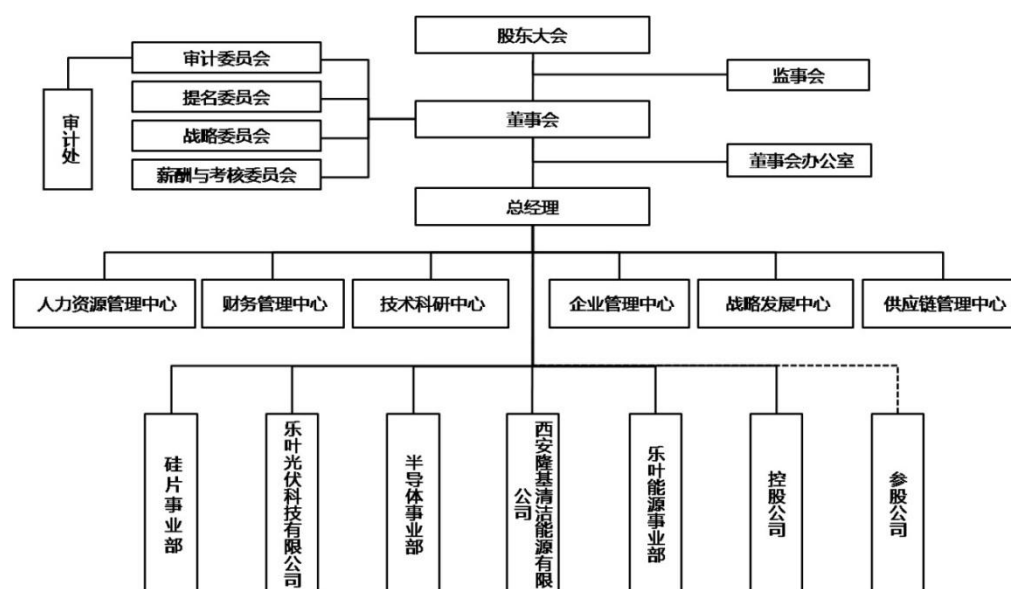 股东大会
审计委员会
监事会
提名委员会
董事会
审计处
战略委员会
薪酬与考核委员会
董事会办公室
总经理
人力资源管理中心
财务管理中心
技术科研中心
企业管理中心
战略发展中心
供应链管理中心
硅片事业部
乐叶光伏科技有限公司
半导体事业部
西安隆基清洁能源有限
公司
乐叶能源事业部
控股公司
参股公司